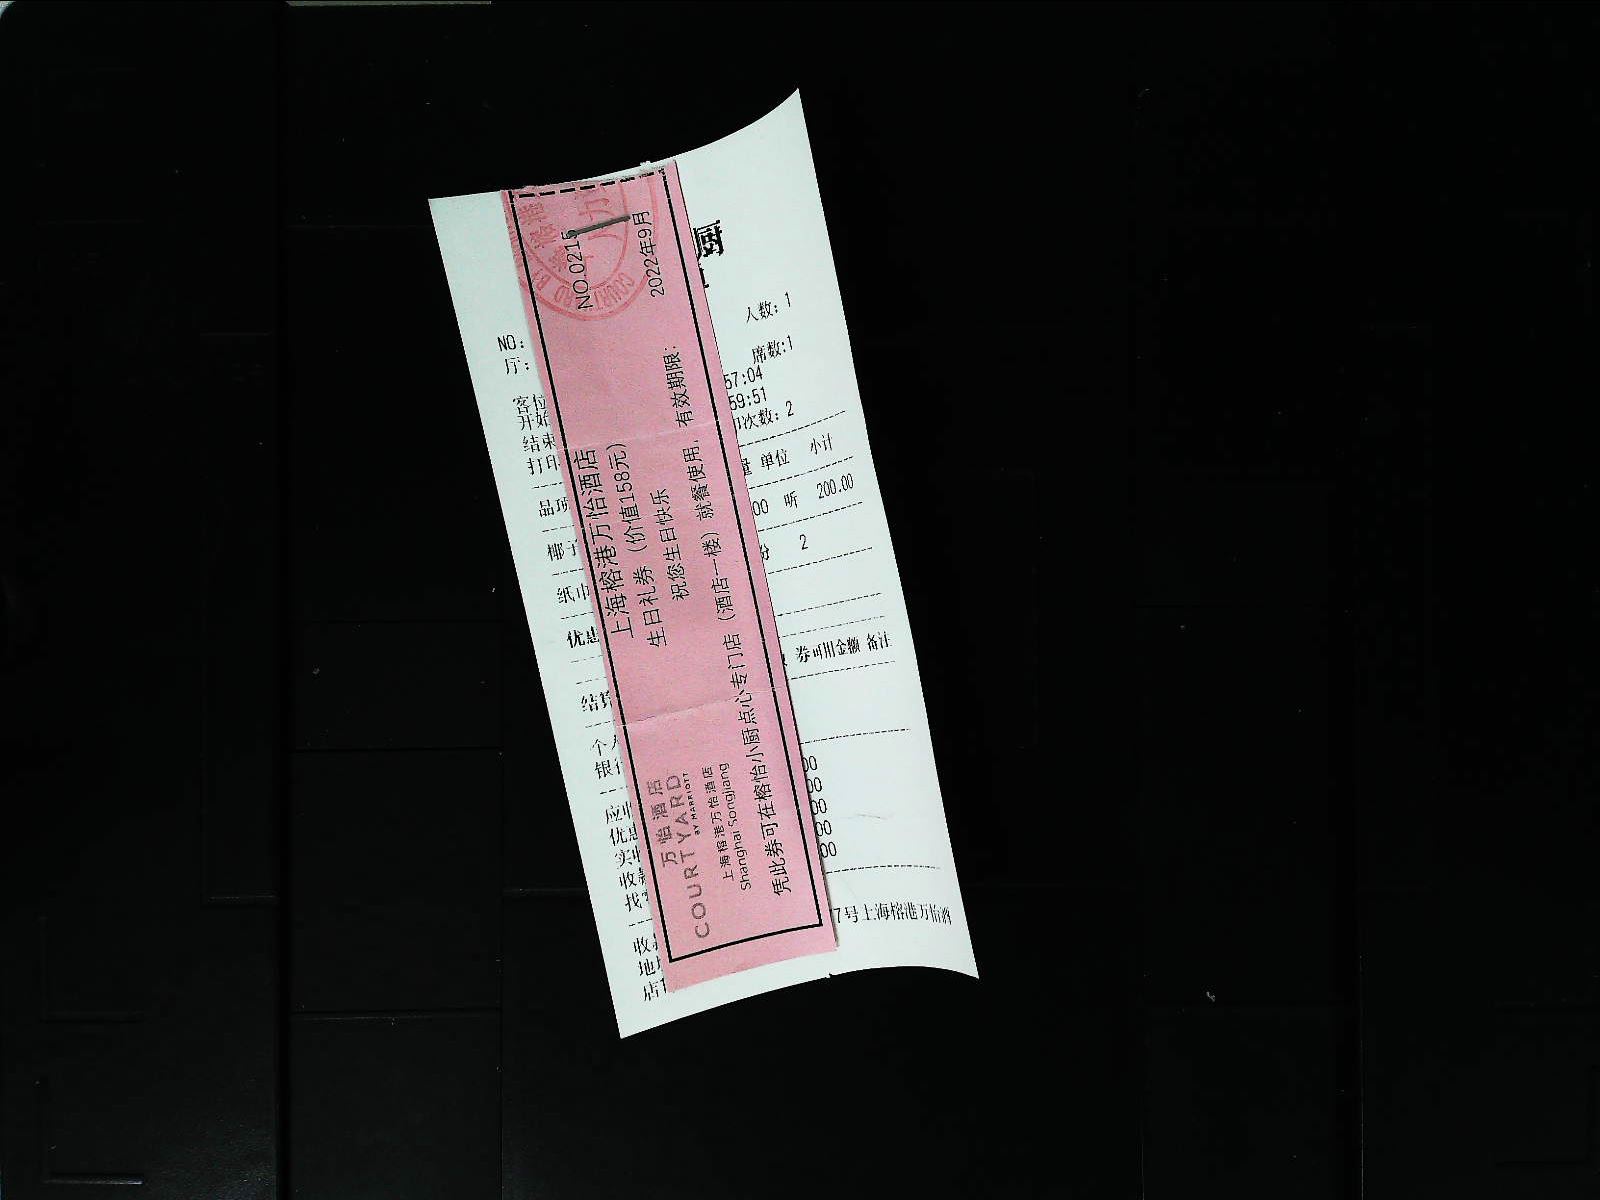 厨
人数: 1
NO:
厅:
席数:1
57:04
客位
开始
59:51
结束
次数: 2
打印
单位 小计
品项
00 听 200.00
椰子
份 2
纸巾
优惠
券可用金额 备注
结算
个人
银行
00
00
应收
00
优惠
00
实收
00
收款
找
7号上海榕港万怡酒
收
地
店
万怡酒店
COURTYARD
BY MARRIOTT
上海榕港万怡酒店
Shanghai Songjiang
上海榕港万怡酒店
生日礼券 (价值158元)
祝您生日快乐
凭此券可在榕怡小厨点心专门店 (酒店一楼) 就餐使用, 有效期限:
NO.0215
2022年9月